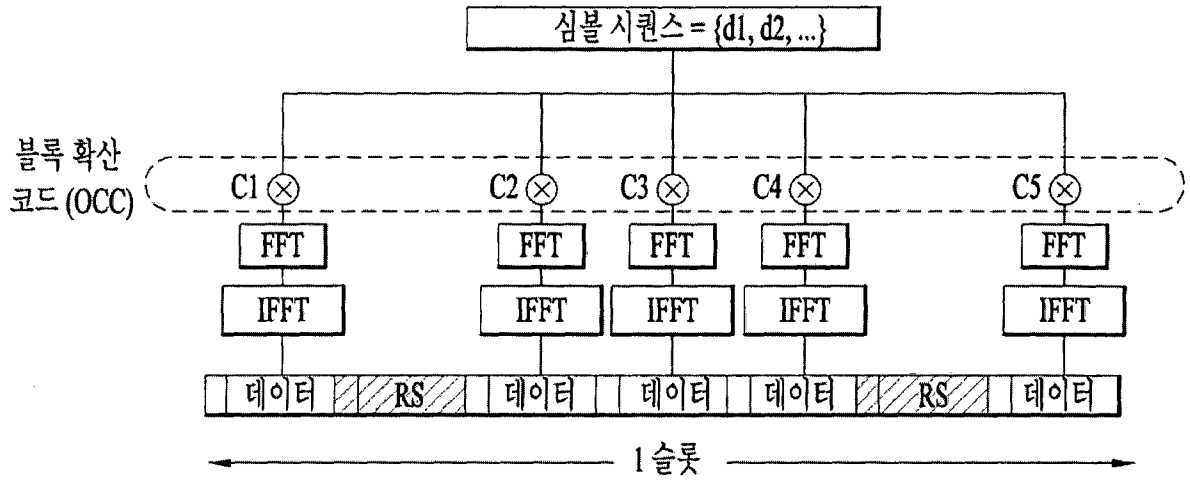 심볼 시퀀스 = {d1, d2, ...}
블록 확산
코드 (OCC)
C1 C2 C3 C4 C5
FFT FFT FFT FFT FFT
IFFT IFFT IFFT IFFT IFFT
데이터 RS 데이터 데이터 데이터 RS 데이터
1 슬롯